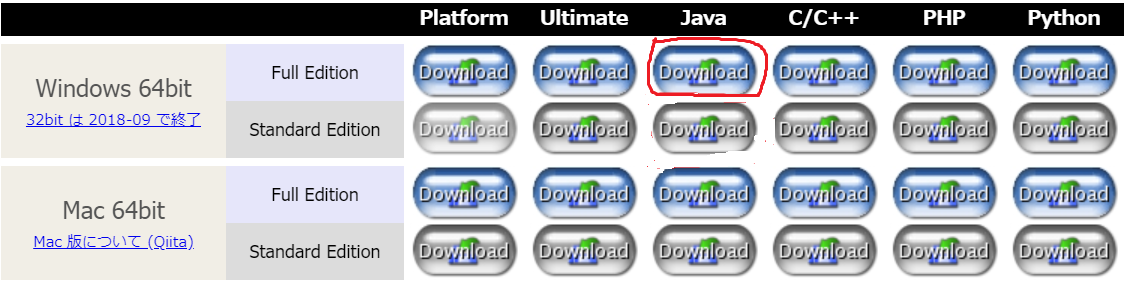 Platform Ultimate Java C/C++ PHP Python
Windows 64bit
32bit は 2018-09 で終了
Full Edition Download Download Download Download Download Download
Standard Edition Download Download Download Download Download Download
Mac 64bit
Mac 版について (Qiita)
Full Edition Download Download Download Download Download Download
Standard Edition Download Download Download Download Download Download